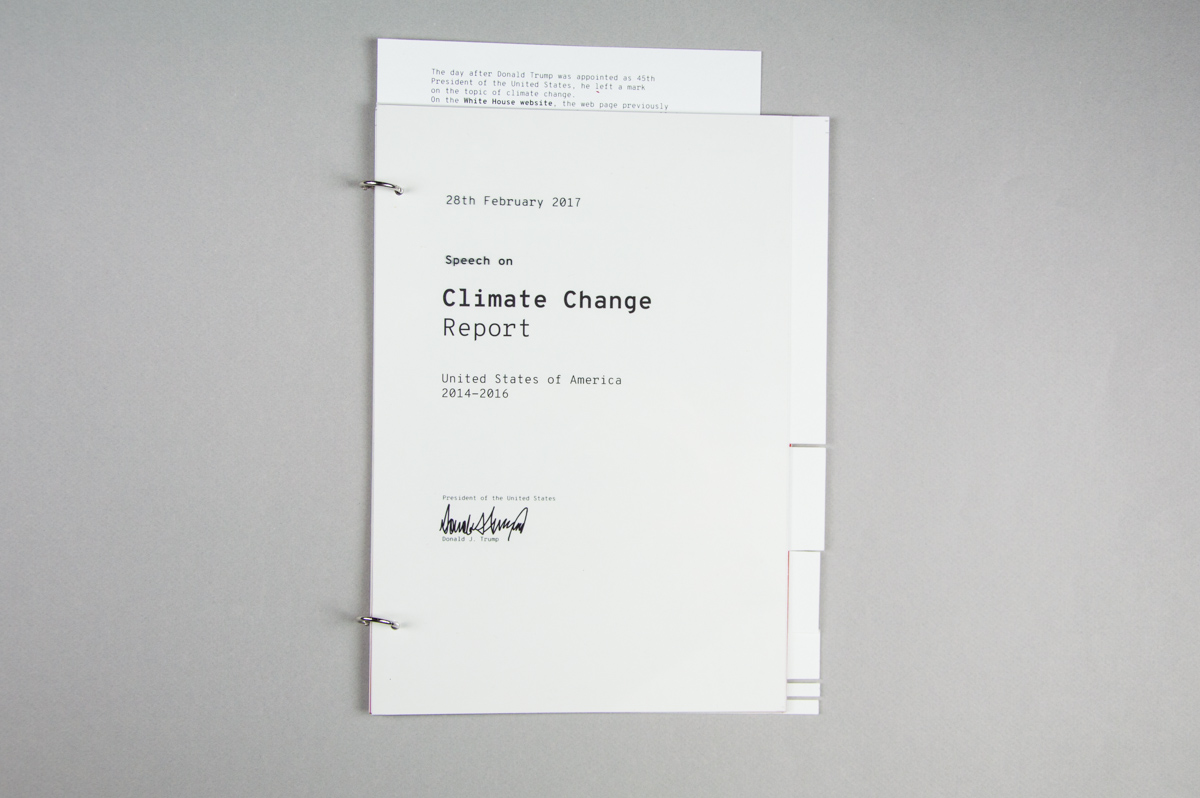 The day after Donald Trump was appointed as 45th
President of the United States, he left a mark
on the topic of climate change.
On the White House website, the web page previously
28th February 2017
Speech on
Climate Change
Report
United States of America
2014-2016
President of the United States
Donald J. Trump